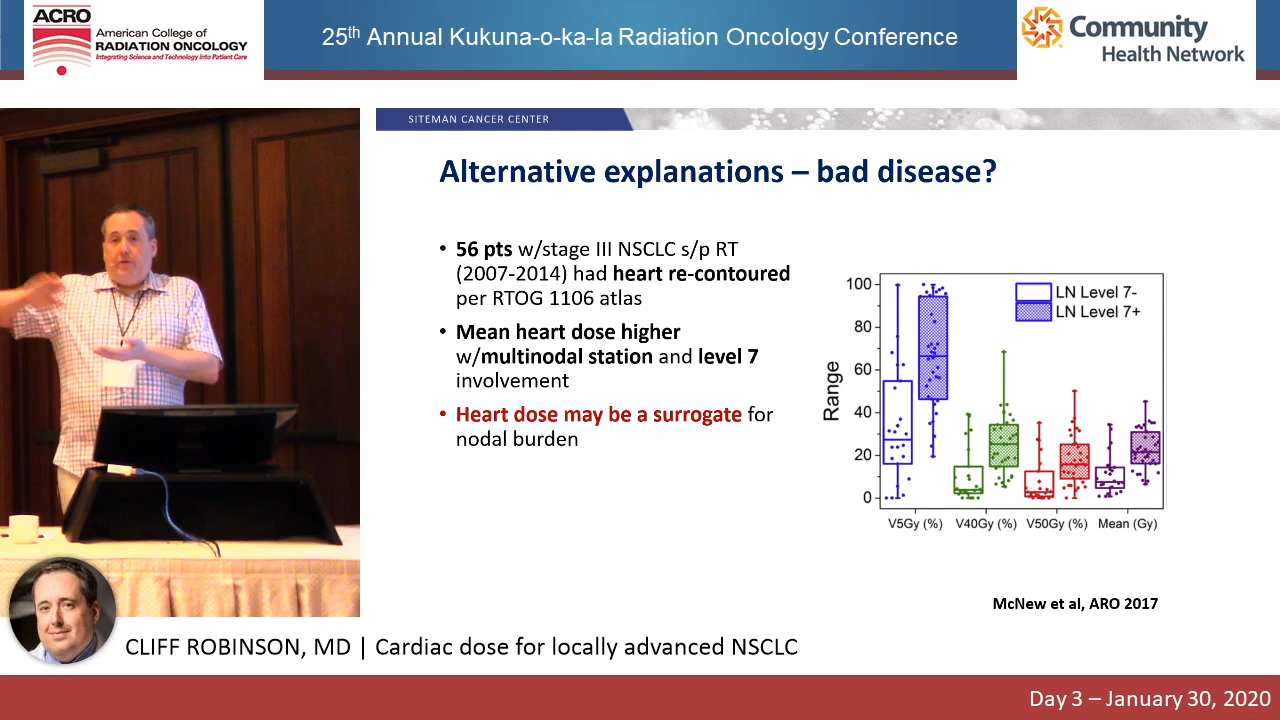 ACRO
American College of
RADIATION ONCOLOGY
Integrating Science and Technology Into Patient Care
25th Annual Kukuna-o-ka-la Radiation Oncology Conference
Community
Health Network
SITEMAN CANCER CENTER
Alternative explanations – bad disease?
• 56 pts w/stage III NSCLC s/p RT
(2007-2014) had heart re-contoured
per RTOG 1106 atlas
• Mean heart dose higher
w/multinodal station and level 7
involvement
• Heart dose may be a surrogate for
nodal burden
LN Level 7-
LN Level 7+
Range
100
80
60
40
20
0
V5Gy (%) V40Gy (%) V50Gy (%) Mean (Gy)
McNew et al, ARO 2017
CLIFF ROBINSON, MD | Cardiac dose for locally advanced NSCLC
Day 3 – January 30, 2020